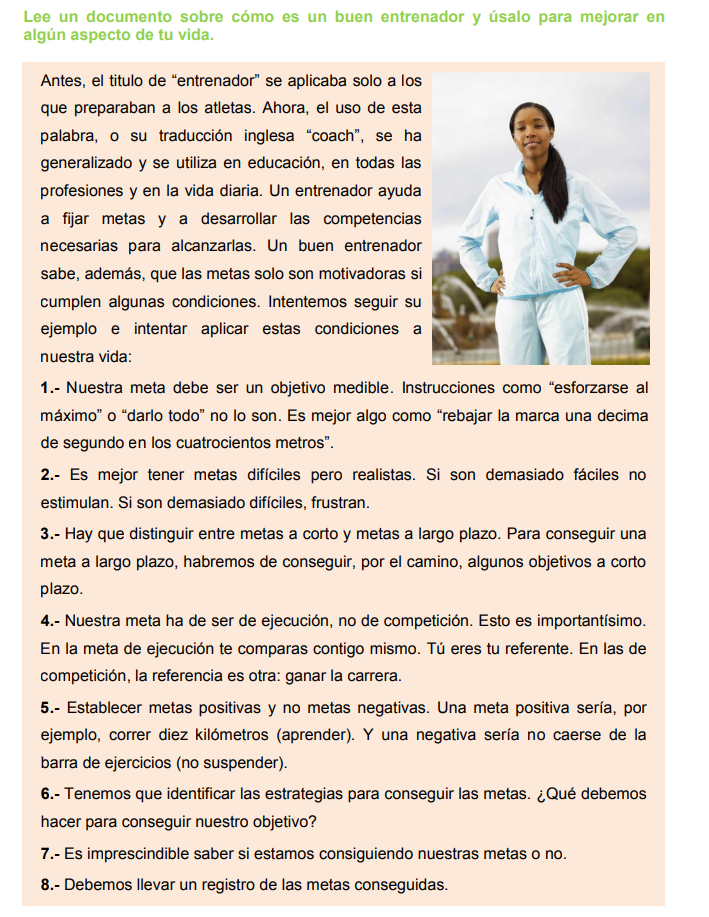 Lee un documento sobre cómo es un buen entrenador y úsalo para mejorar en
algún aspecto de tu vida.
Antes, el titulo de “entrenador” se aplicaba solo a los
que preparaban a los atletas. Ahora, el uso de esta
palabra, o su traducción inglesa “coach”, se ha
generalizado y se utiliza en educación, en todas las
profesiones y en la vida diaria. Un entrenador ayuda
a fijar metas y a desarrollar las competencias
necesarias para alcanzarlas. Un buen entrenador
sabe, además, que las metas solo son motivadoras si
cumplen algunas condiciones. Intentemos seguir su
ejemplo e intentar aplicar estas condiciones a
nuestra vida:
1.- Nuestra meta debe ser un objetivo medible. Instrucciones como “esforzarse al
máximo” o “darlo todo” no lo son. Es mejor algo como “rebajar la marca una decima
de segundo en los cuatrocientos metros”.
2.- Es mejor tener metas difíciles pero realistas. Si son demasiado fáciles no
estimulan. Si son demasiado difíciles, frustran.
3.- Hay que distinguir entre metas a corto y metas a largo plazo. Para conseguir una
meta a largo plazo, habremos de conseguir, por el camino, algunos objetivos a corto
plazo.
4.- Nuestra meta ha de ser de ejecución, no de competición. Esto es importantísimo.
En la meta de ejecución te comparas contigo mismo. Tú eres tu referente. En las de
competición, la referencia es otra: ganar la carrera.
5.- Establecer metas positivas y no metas negativas. Una meta positiva sería, por
ejemplo, correr diez kilómetros (aprender). Y una negativa sería no caerse de la
barra de ejercicios (no suspender).
6.- Tenemos que identificar las estrategias para conseguir las metas. ¿Qué debemos
hacer para conseguir nuestro objetivo?
7.- Es imprescindible saber si estamos consiguiendo nuestras metas o no.
8.- Debemos llevar un registro de las metas conseguidas.